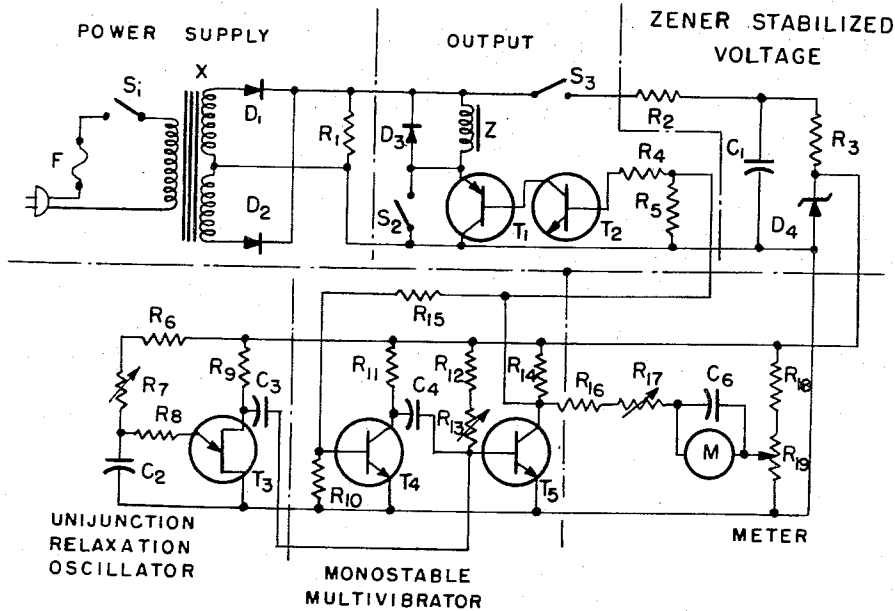 POWER SUPPLY
OUTPUT
ZENER STABILIZED
VOLTAGE
S1
X
F
D1
D2
R1
D3
Z
S3
S2
T1
T2
R4
R5
R2
C1
R3
D4
R6
R7
R8
R9
C3
C2
T3
R15
R11
C4
R12
R13
R14
R10
T4
T5
R16
R17
C6
M
R18
R19
UNIJUNCTION
RELAXATION
OSCILLATOR
MONOSTABLE
MULTIVIBRATOR
METER